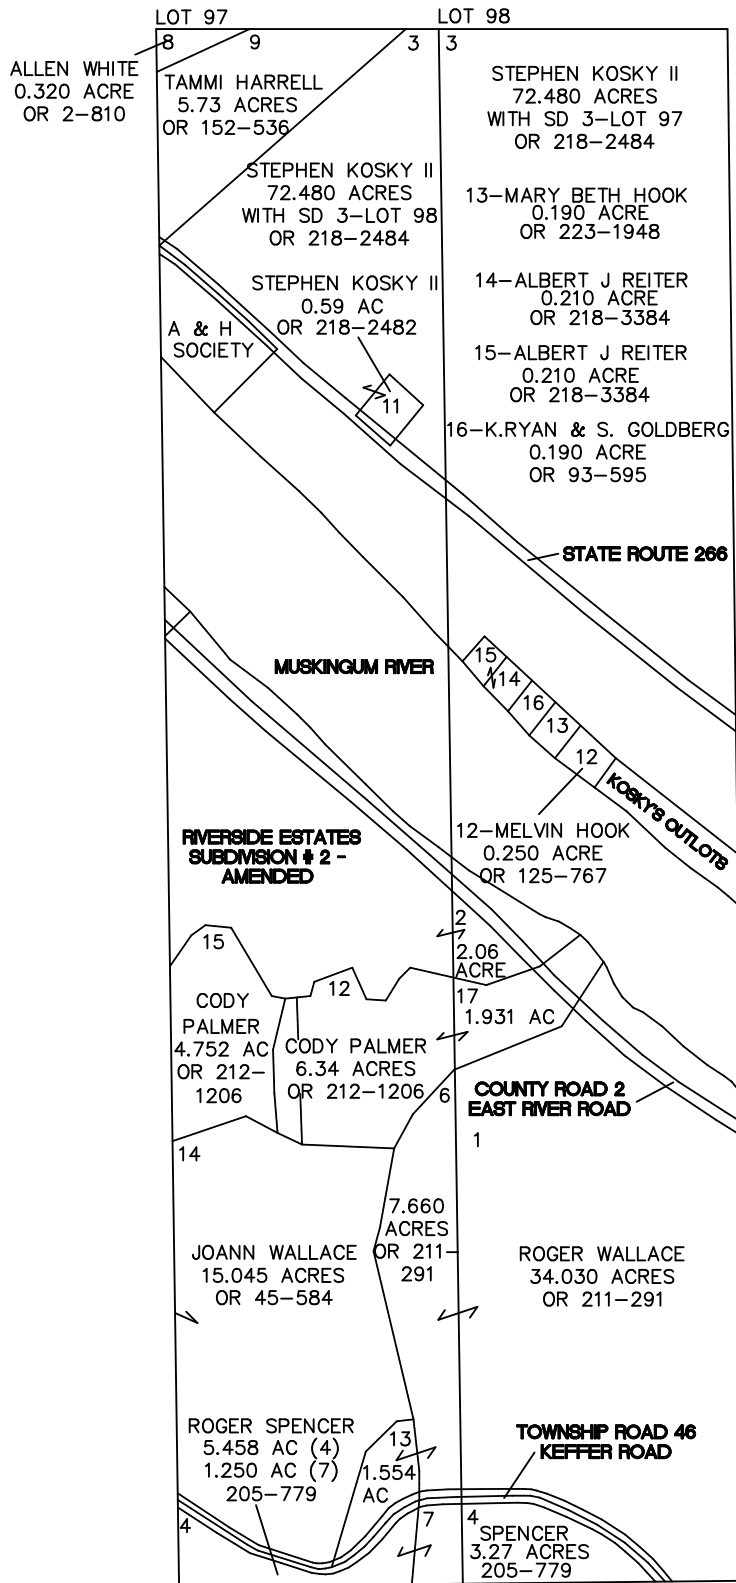 LOT 97
LOT 98
8
9
3
3
ALLEN WHITE
0.320 ACRE
OR 2-810
TAMMI HARRELL
5.73 ACRES
OR 152-536
STEPHEN KOSKY II
72.480 ACRES
WITH SD 3-LOT 97
OR 218-2484
STEPHEN KOSKY II
72.480 ACRES
WITH SD 3-LOT 98
OR 218-2484
13-MARY BETH HOOK
0.190 ACRE
OR 223-1948
STEPHEN KOSKY II
0.59 AC
OR 218-2482
14-ALBERT J REITER
0.210 ACRE
OR 218-3384
A & H
SOCIETY
15-ALBERT J REITER
0.210 ACRE
OR 218-3384
11
16-K.RYAN & S. GOLDBERG
0.190 ACRE
OR 93-595
STATE ROUTE 266
MUSKINGUM RIVER
15
14
16
13
12
KOSKY'S OUTLOTS
12-MELVIN HOOK
0.250 ACRE
OR 125-767
RIVERSIDE ESTATES
SUBDIVISION # 2 -
AMENDED
2
2.06
ACRE
15
12
17
1.931 AC
CODY
PALMER
4.752 AC
OR 212-
1206
CODY PALMER
6.34 ACRES
OR 212-1206
6
COUNTY ROAD 2
EAST RIVER ROAD
14
1
7.660
ACRES
OR 211-
291
JOANN WALLACE
15.045 ACRES
OR 45-584
ROGER WALLACE
34.030 ACRES
OR 211-291
ROGER SPENCER
5.458 AC (4)
1.250 AC (7)
205-779
13
1.554
AC
TOWNSHIP ROAD 46
KEFFER ROAD
4
7
4
SPENCER
3.27 ACRES
205-779